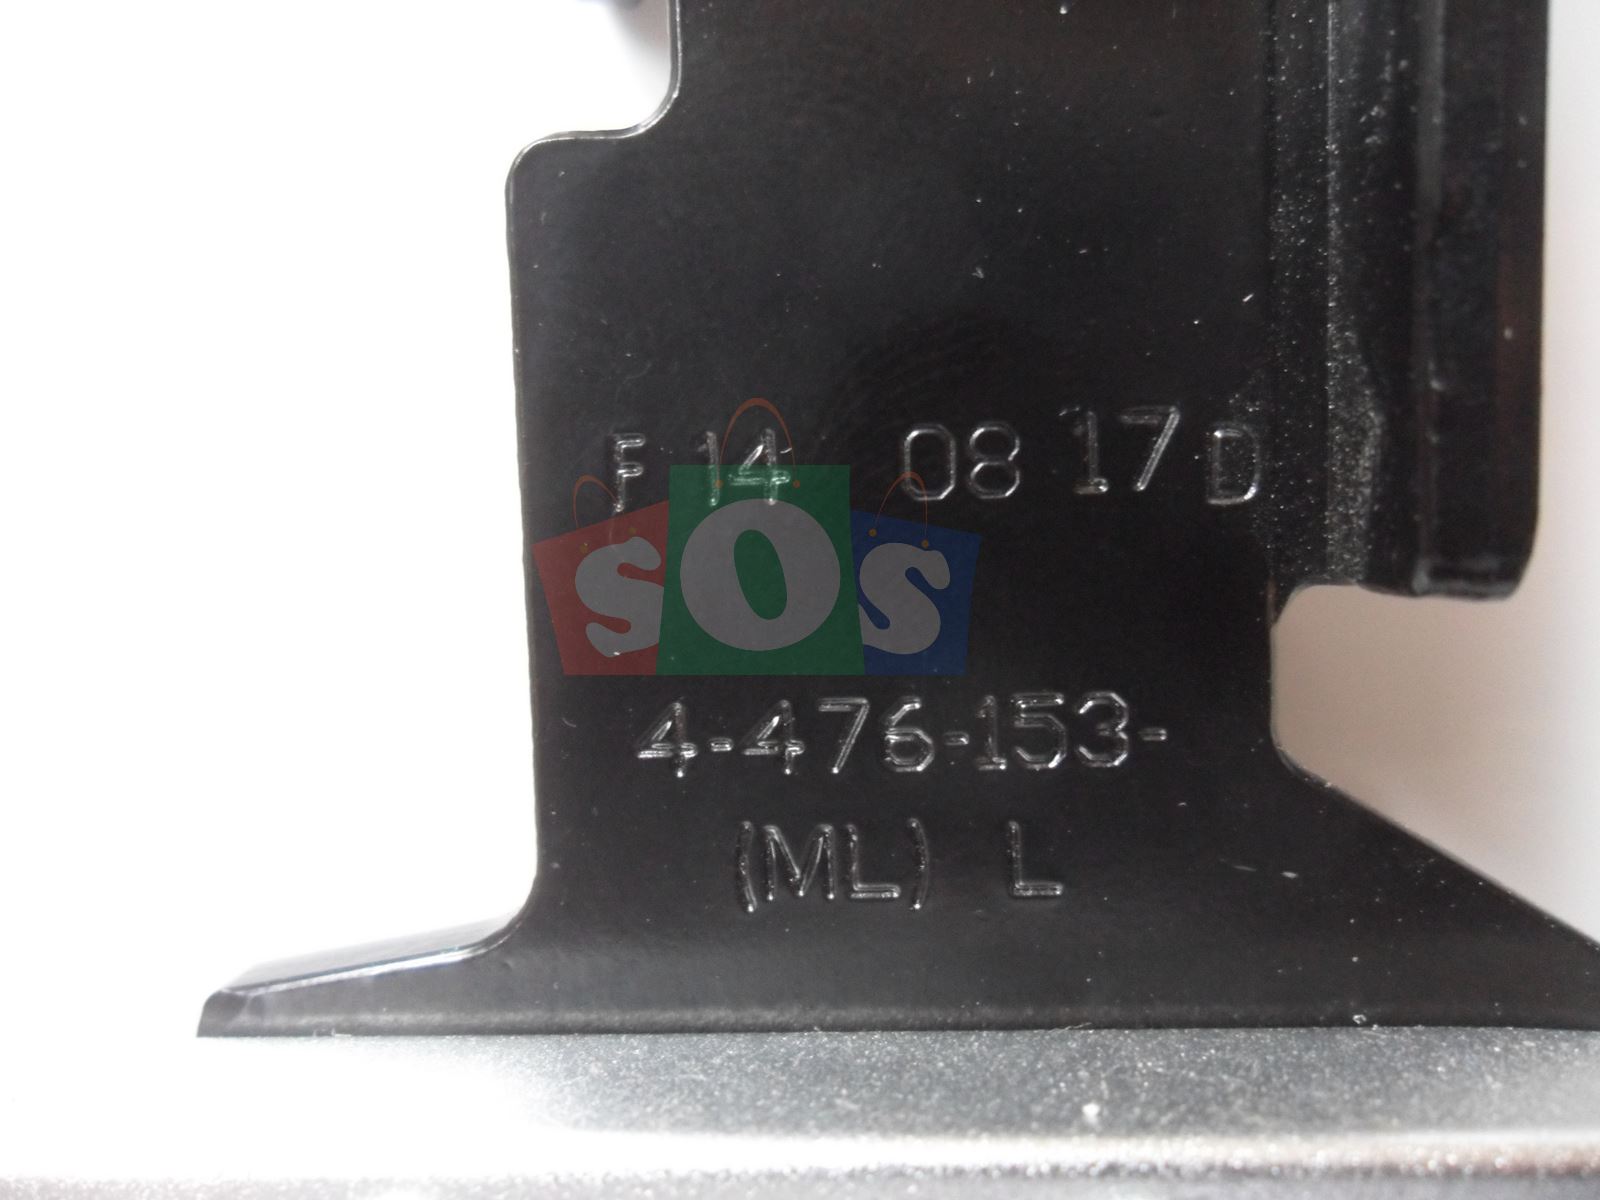 F 14 08 17 D
SOS
4-476-153-
(ML) L